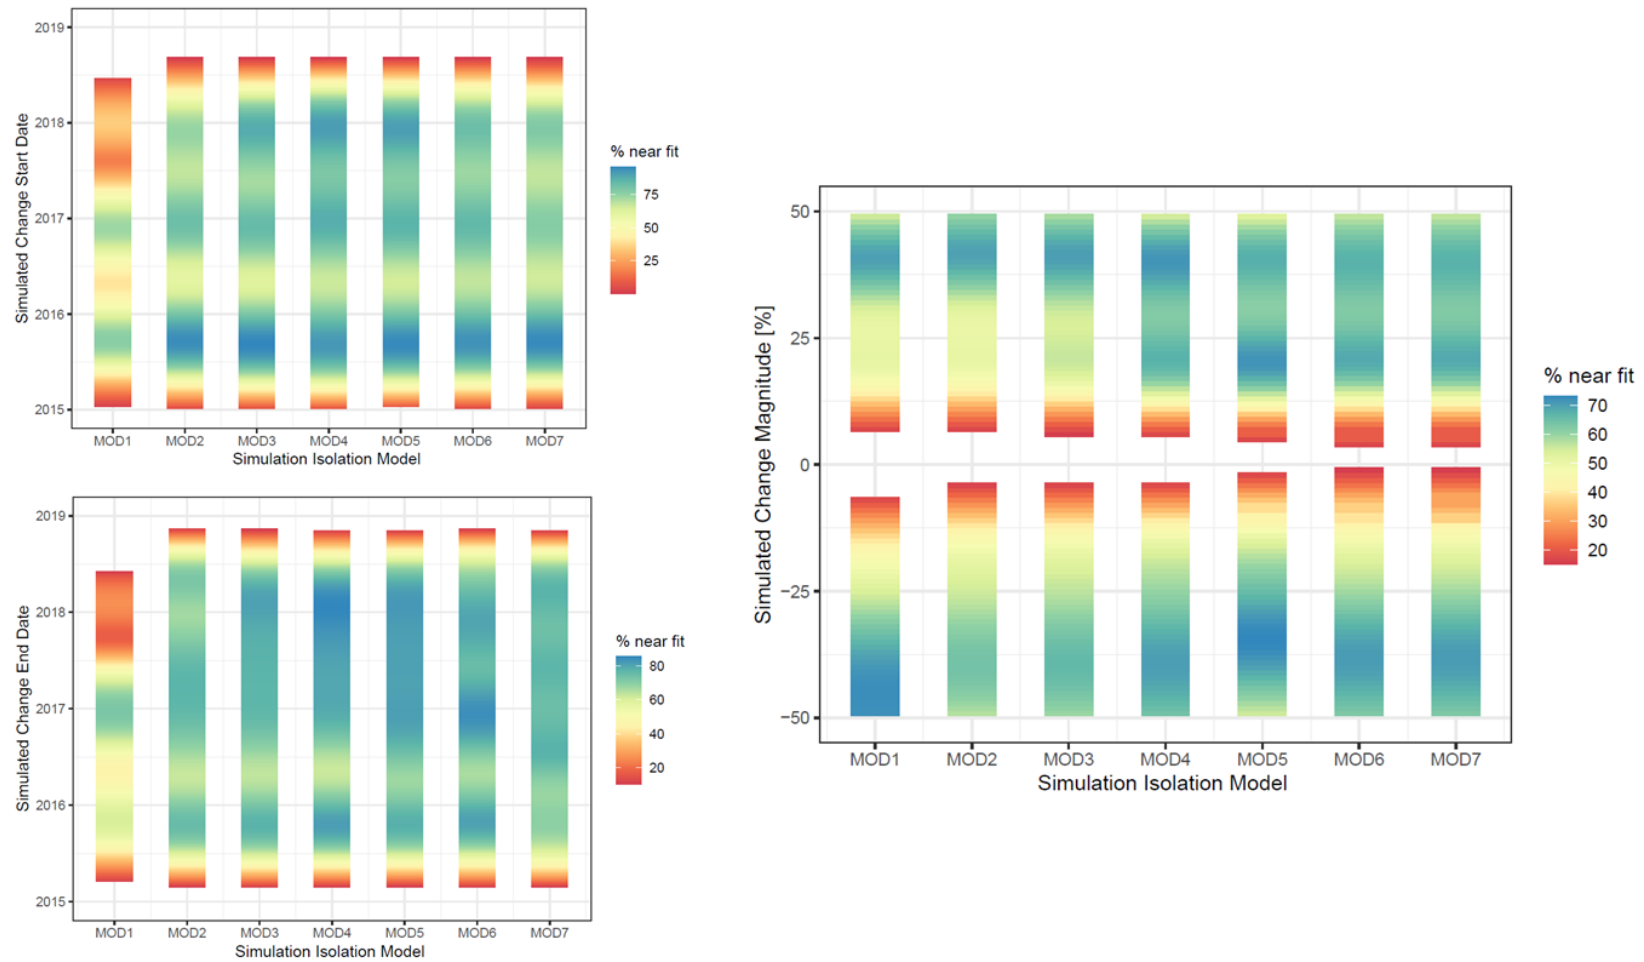 Simulated Change Start Date
2019
2018
2017
2016
2015
MOD1 MOD2 MOD3 MOD4 MOD5 MOD6 MOD7
Simulation Isolation Model
% near fit
75
50
25
Simulated Change End Date
2019
2018
2017
2016
2015
MOD1 MOD2 MOD3 MOD4 MOD5 MOD6 MOD7
Simulation Isolation Model
% near fit
80
60
40
20
Simulated Change Magnitude [%]
50
25
0
−25
−50
MOD1 MOD2 MOD3 MOD4 MOD5 MOD6 MOD7
Simulation Isolation Model
% near fit
70
60
50
40
30
20